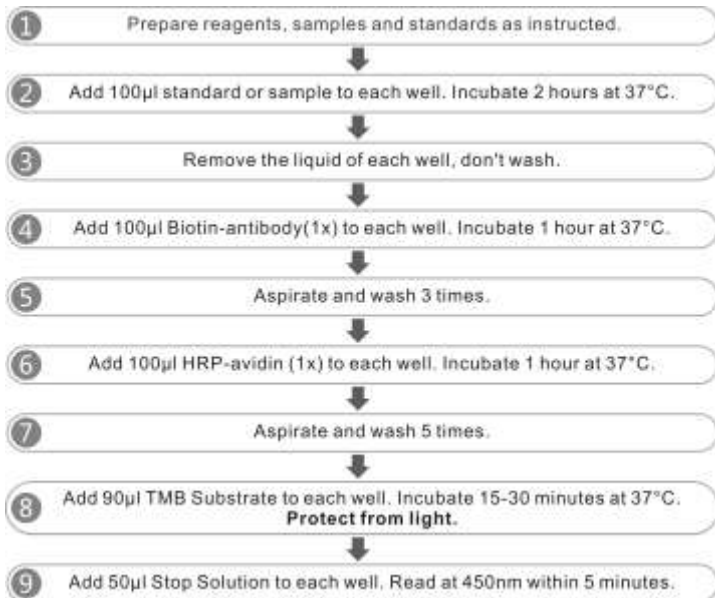 1 Prepare reagents, samples and standards as instructed.
2 Add 100µl standard or sample to each well. Incubate 2 hours at 37°C.
3 Remove the liquid of each well, don't wash.
4 Add 100µl Biotin-antibody(1x) to each well. Incubate 1 hour at 37°C.
5 Aspirate and wash 3 times.
6 Add 100µl HRP-avidin (1x) to each well. Incubate 1 hour at 37°C.
7 Aspirate and wash 5 times.
8 Add 90µl TMB Substrate to each well. Incubate 15-30 minutes at 37°C.
Protect from light.
9 Add 50µl Stop Solution to each well. Read at 450nm within 5 minutes.